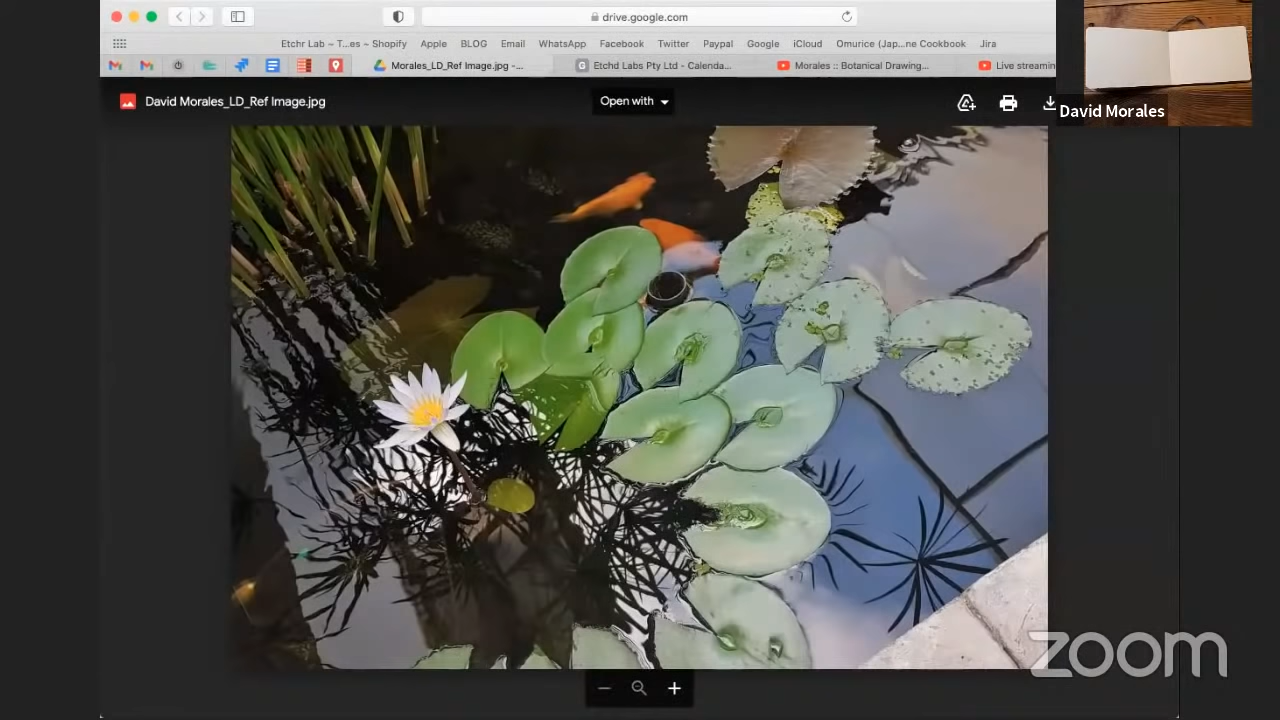 drive.google.com
Etchr Lab ~ T...es ~ Shopify Apple BLOG Email WhatsApp Facebook Twitter Paypal Google iCloud Omurice (Jap...ne Cookbook Jira
Morales_LD_Ref Image.jpg -... Etchd Labs Pty Ltd - Calenda... Morales :: Botanical Drawing... Live streamin
David Morales_LD_Ref Image.jpg Open with
David Morales
zoom